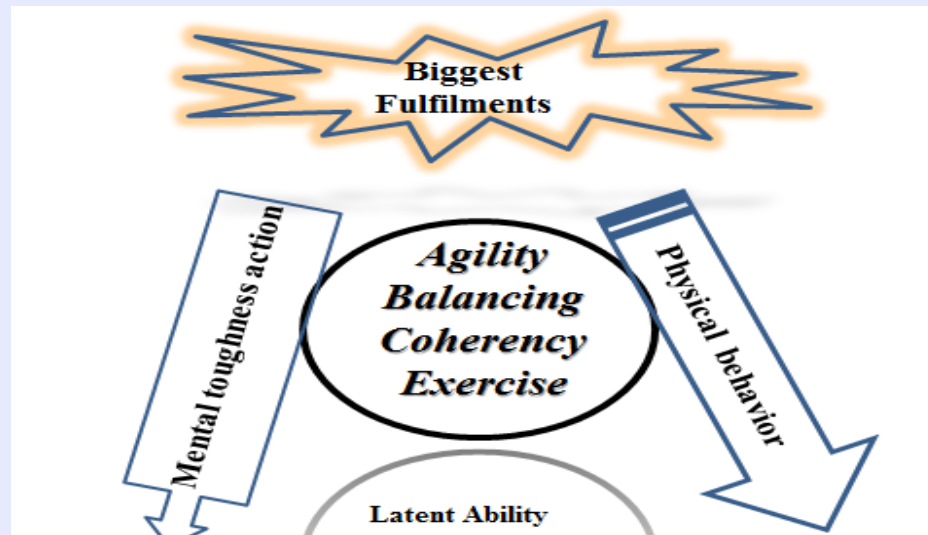 Biggest
Fulfilments
Mental toughness action
Agility
Balancing
Coherency
Exercise
Physical behavior
Latent Ability